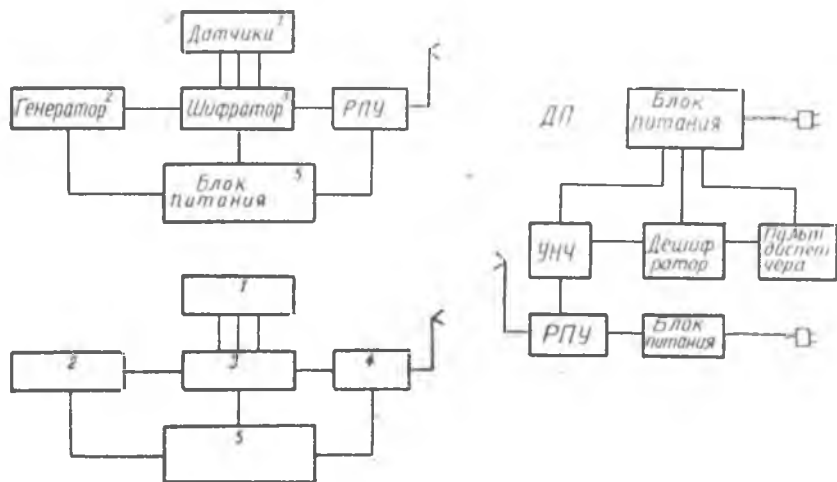 Датчики 1
Генератор 2
Шифратор 3
РПУ
Блок
питания 5
1
2
3
4
5
ДП
Блок
питания
УНЧ
Дешиф
ратор
Пульт
диспет
чера
РПУ
Блок
питания